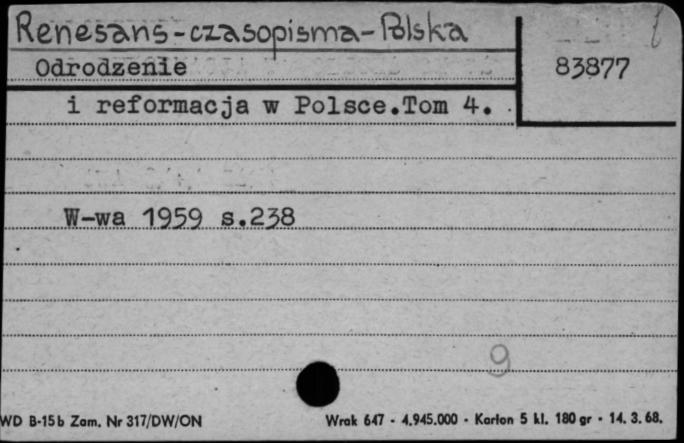 Renesans-czasopisma-Polska
Odrodzenie
83877
i reformacja w Polsce.Tom 4.
W-wa 1959 s.238
9
WD B-15b Zam. Nr 317/DW/ON
Wrak 647 - 4.945.000 - Karton 5 kl. 180 gr - 14. 3. 68.